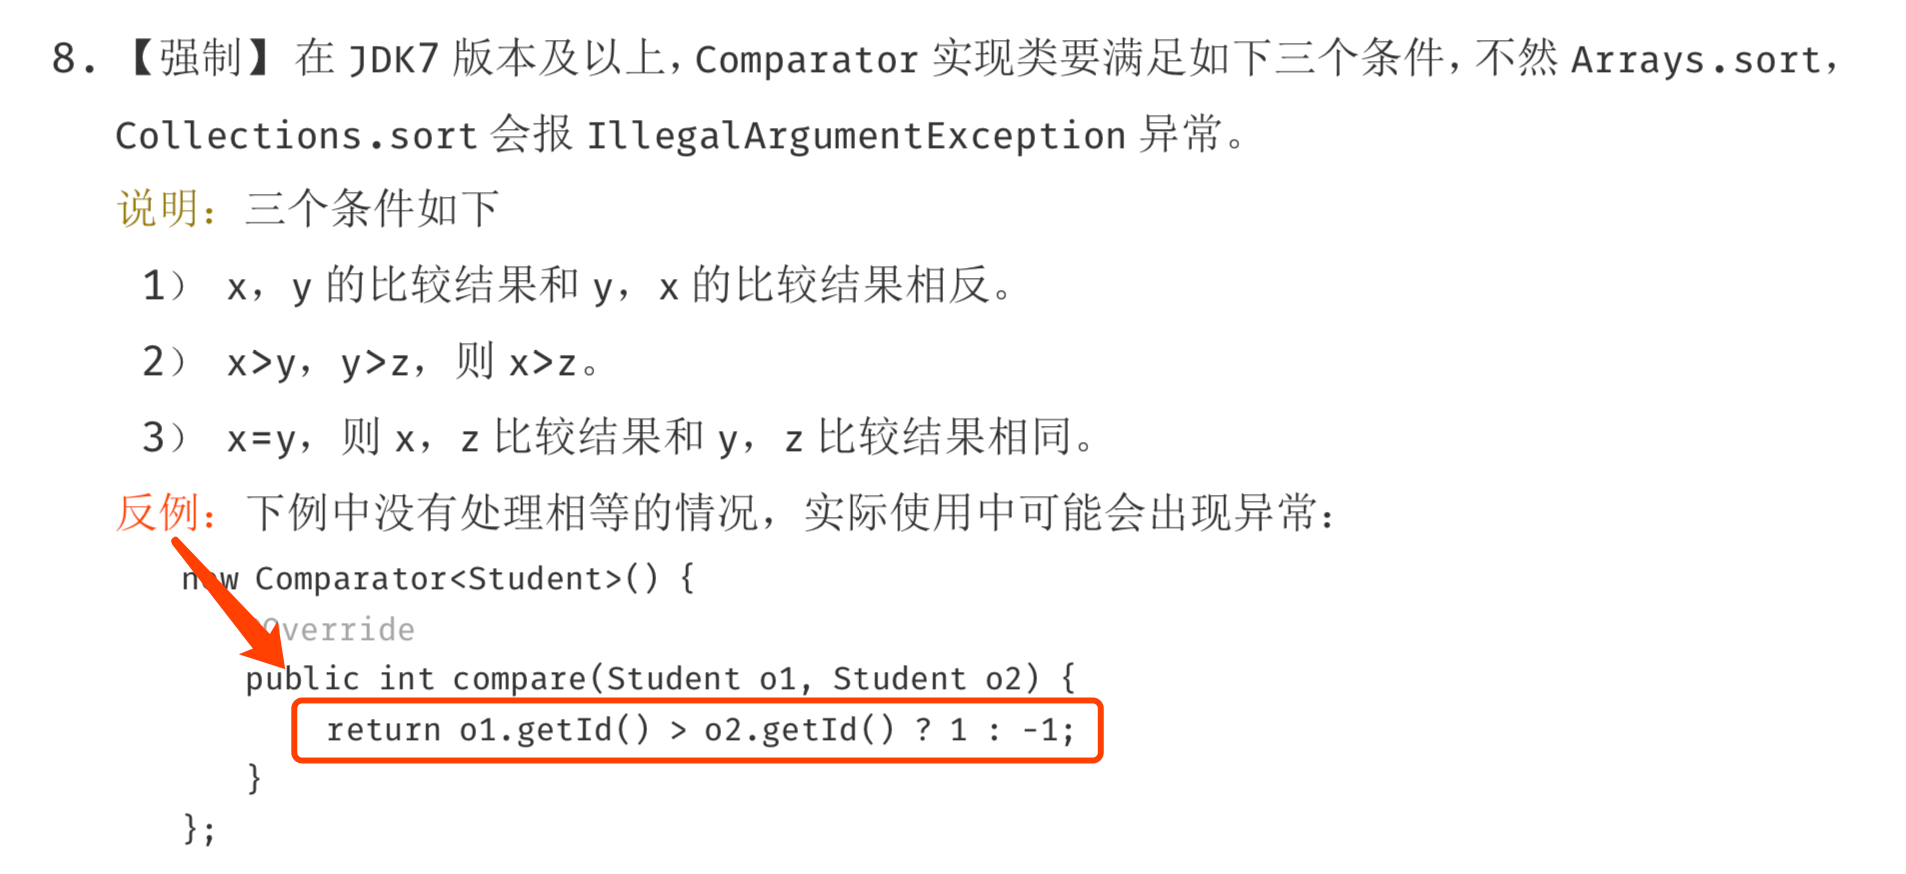 8. 【强制】在 JDK7 版本及以上，Comparator 实现类要满足如下三个条件，不然 Arrays.sort，
Collections.sort 会报 IllegalArgumentException 异常。
说明：三个条件如下
1） x，y 的比较结果和 y，x 的比较结果相反。
2） x>y，y>z，则 x>z。
3） x=y，则 x，z 比较结果和 y，z 比较结果相同。
反例：下例中没有处理相等的情况，实际使用中可能会出现异常：
new Comparator<Student>() {
@Override
public int compare(Student o1, Student o2) {
return o1.getId() > o2.getId() ? 1 : -1;
}
};